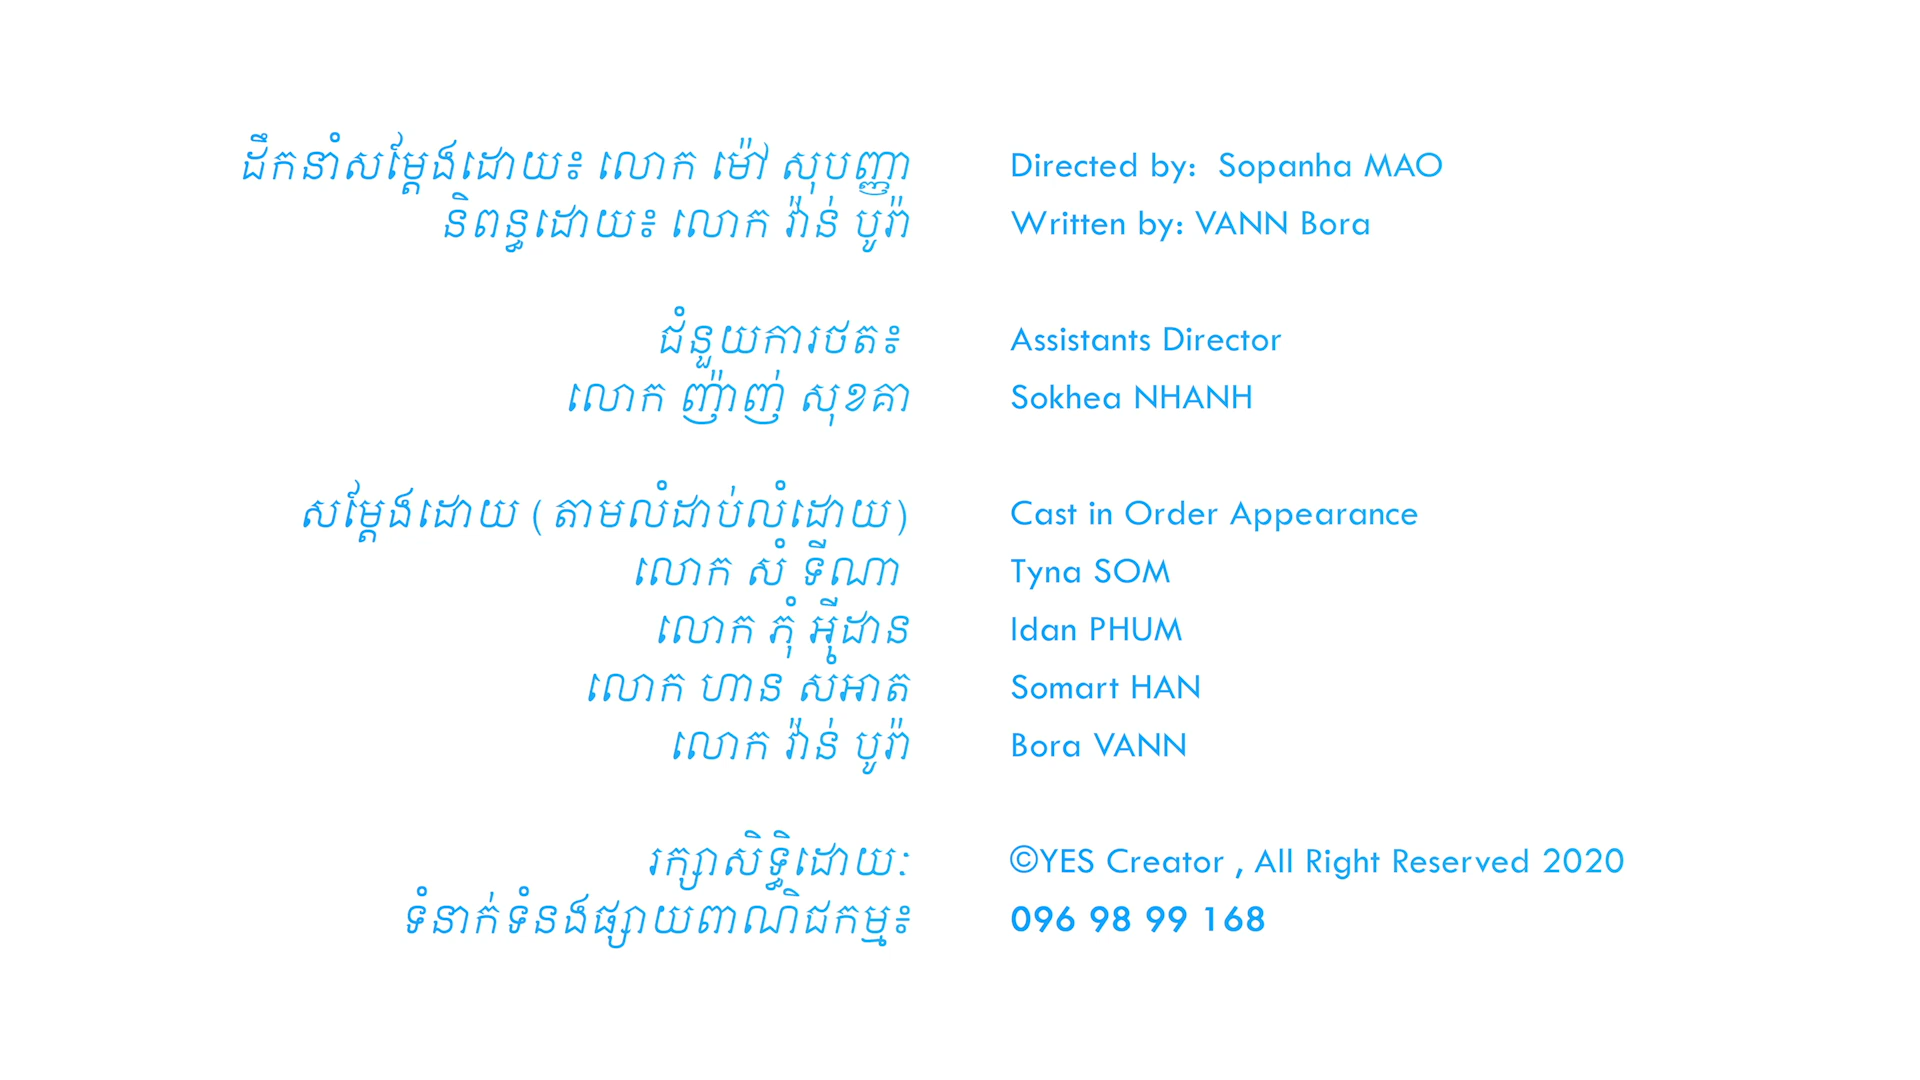 ដឹកនាំសម្តែងដោយ៖ លោក ម៉ៅ សុបញ្ញា Directed by: Sopanha MAO
និពន្ធដោយ៖ លោក វ៉ាន់ បូរ៉ា Written by: VANN Bora
ជំនួយការថត៖ Assistants Director
លោក ញ៉ាញ់ សុខគា Sokhea NHANH
សម្តែងដោយ (តាមលំដាប់លំដោយ) Cast in Order Appearance
លោក សំ ទីណា Tyna SOM
លោក ភុំ អ៊ីដាន Idan PHUM
លោក ហាន សំអាត Somart HAN
លោក វ៉ាន់ បូរ៉ា Bora VANN
រក្សាសិទ្ធិដោយៈ ©YES Creator , All Right Reserved 2020
ទំនាក់ទំនងផ្សាយពាណិជកម្ម៖ 096 98 99 168